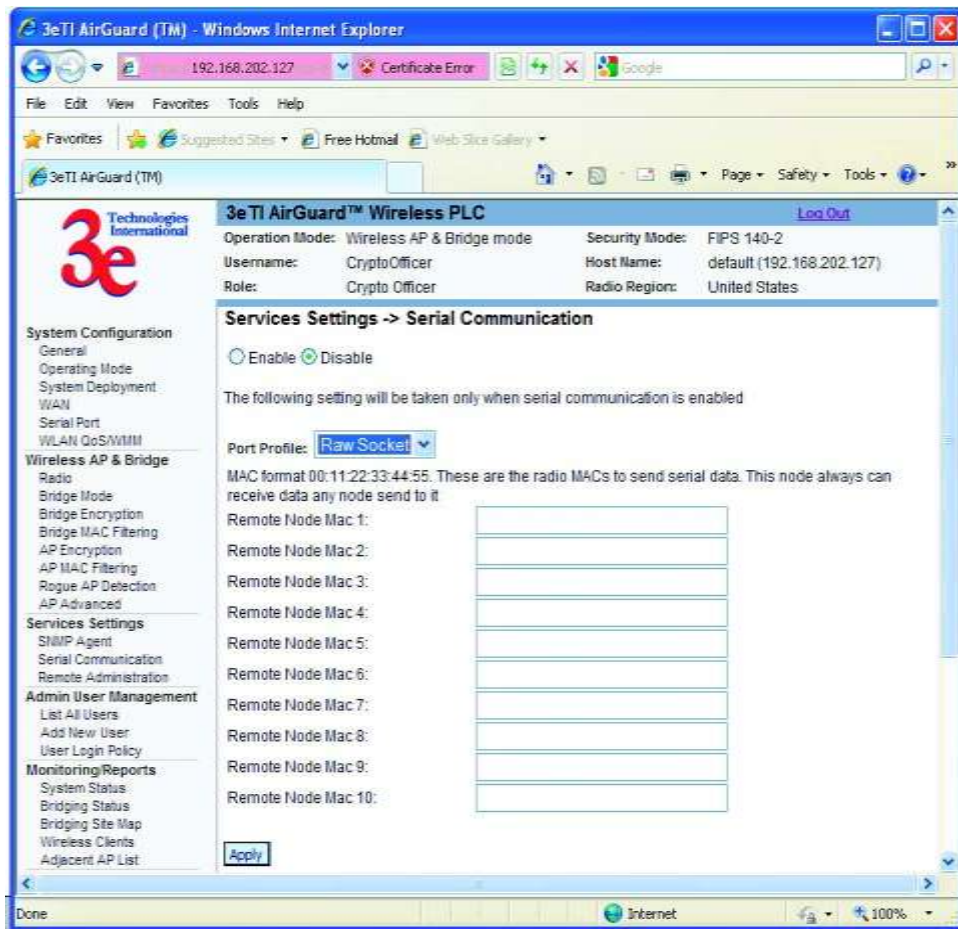 3eTI AirGuard (TM) - Windows Internet Explorer
192.168.202.127 Certificate Error Google
File Edit View Favorites Tools Help
Favorites Suggested Sites Free Hotmail Web Slice Gallery
3eTI AirGuard (TM) Page Safety Tools
3e Technologies International
3eTI AirGuard™ Wireless PLC Log Out
Operation Mode: Wireless AP & Bridge mode Security Mode: FIPS 140-2
Username: CryptoOfficer Host Name: default (192.168.202.127)
Role: Crypto Officer Radio Region: United States
System Configuration
General
Operating Mode
System Deployment
WAN
Serial Port
WLAN QoS/WMM
Wireless AP & Bridge
Radio
Bridge Mode
Bridge Encryption
Bridge MAC Filtering
AP Encryption
AP MAC Filtering
Rogue AP Detection
AP Advanced
Services Settings
SNMP Agent
Serial Communication
Remote Administration
Admin User Management
List All Users
Add New User
User Login Policy
Monitoring/Reports
System Status
Bridging Status
Bridging Site Map
Wireless Clients
Adjacent AP List
Services Settings -> Serial Communication
Enable Disable
The following setting will be taken only when serial communication is enabled
Port Profile: Raw Socket
MAC format 00:11:22:33:44:55. These are the radio MACs to send serial data. This node always can
receive data any node send to it
Remote Node Mac 1:
Remote Node Mac 2:
Remote Node Mac 3:
Remote Node Mac 4:
Remote Node Mac 5:
Remote Node Mac 6:
Remote Node Mac 7:
Remote Node Mac 8:
Remote Node Mac 9:
Remote Node Mac 10:
Apply
Done Internet 100%